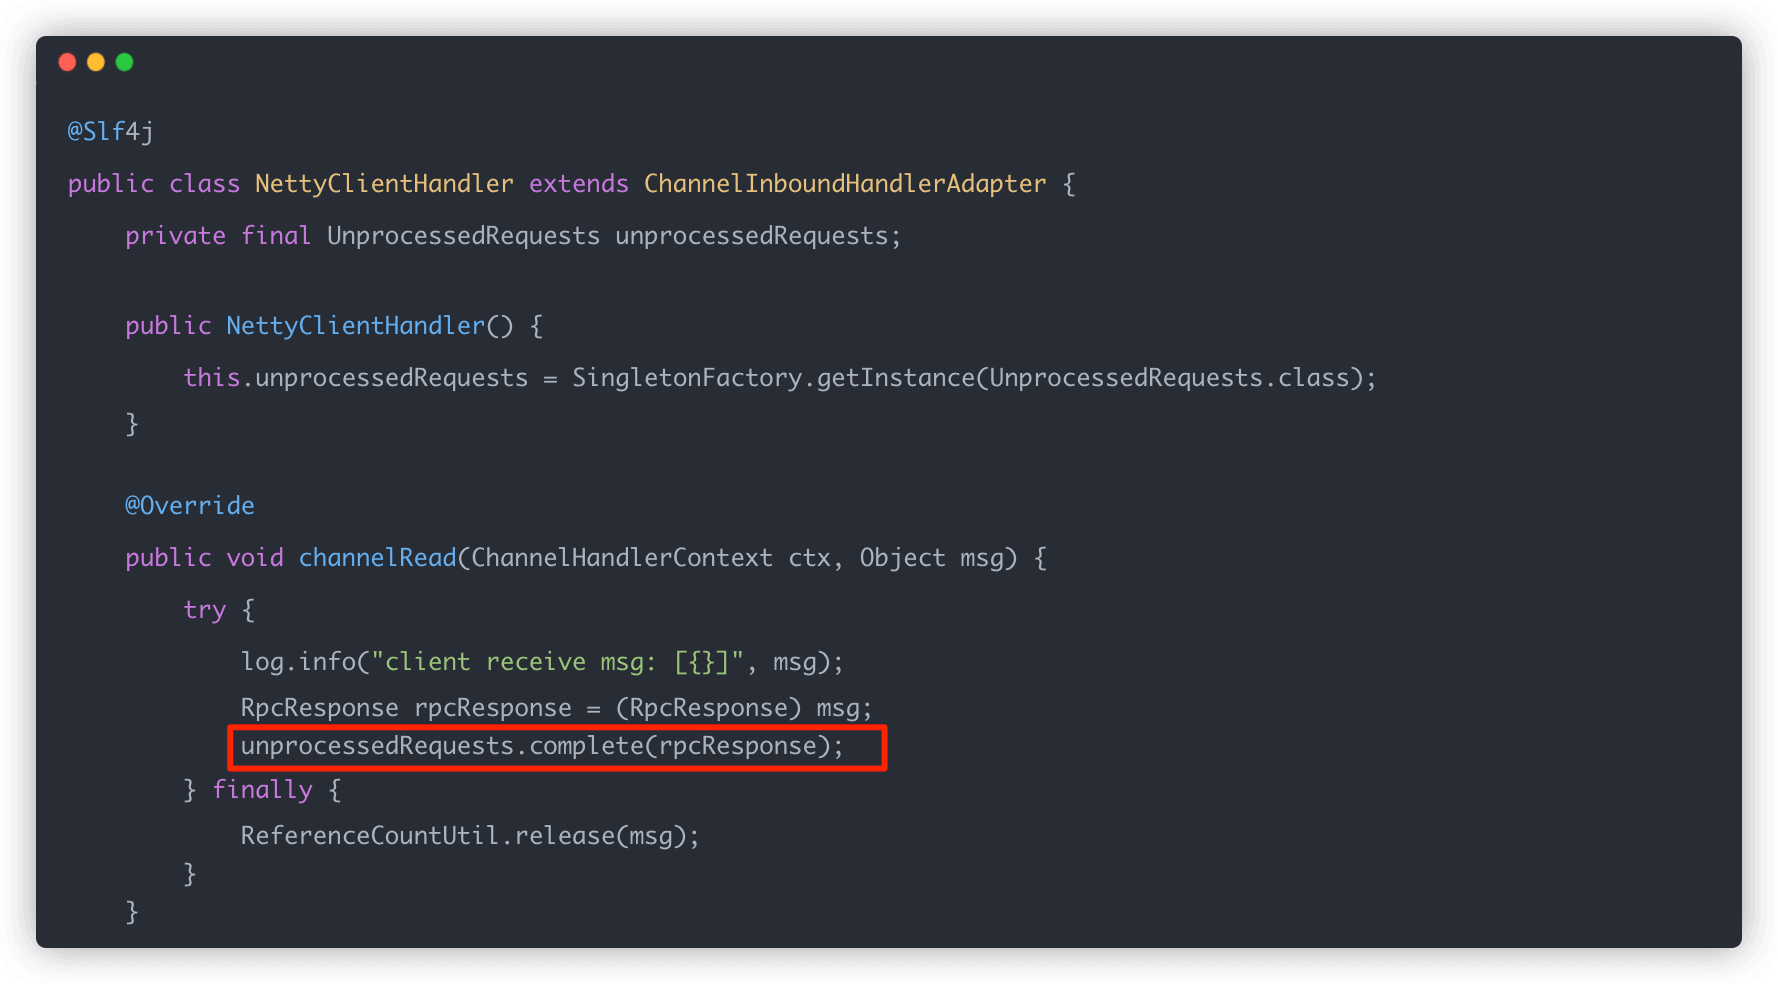 @Slf4j
public class NettyClientHandler extends ChannelInboundHandlerAdapter {
    private final UnprocessedRequests unprocessedRequests;
    public NettyClientHandler() {
        this.unprocessedRequests = SingletonFactory.getInstance(UnprocessedRequests.class);
    }
    @Override
    public void channelRead(ChannelHandlerContext ctx, Object msg) {
        try {
            log.info("client receive msg: [{}]", msg);
            RpcResponse rpcResponse = (RpcResponse) msg;
            unprocessedRequests.complete(rpcResponse);
        } finally {
            ReferenceCountUtil.release(msg);
        }
    }